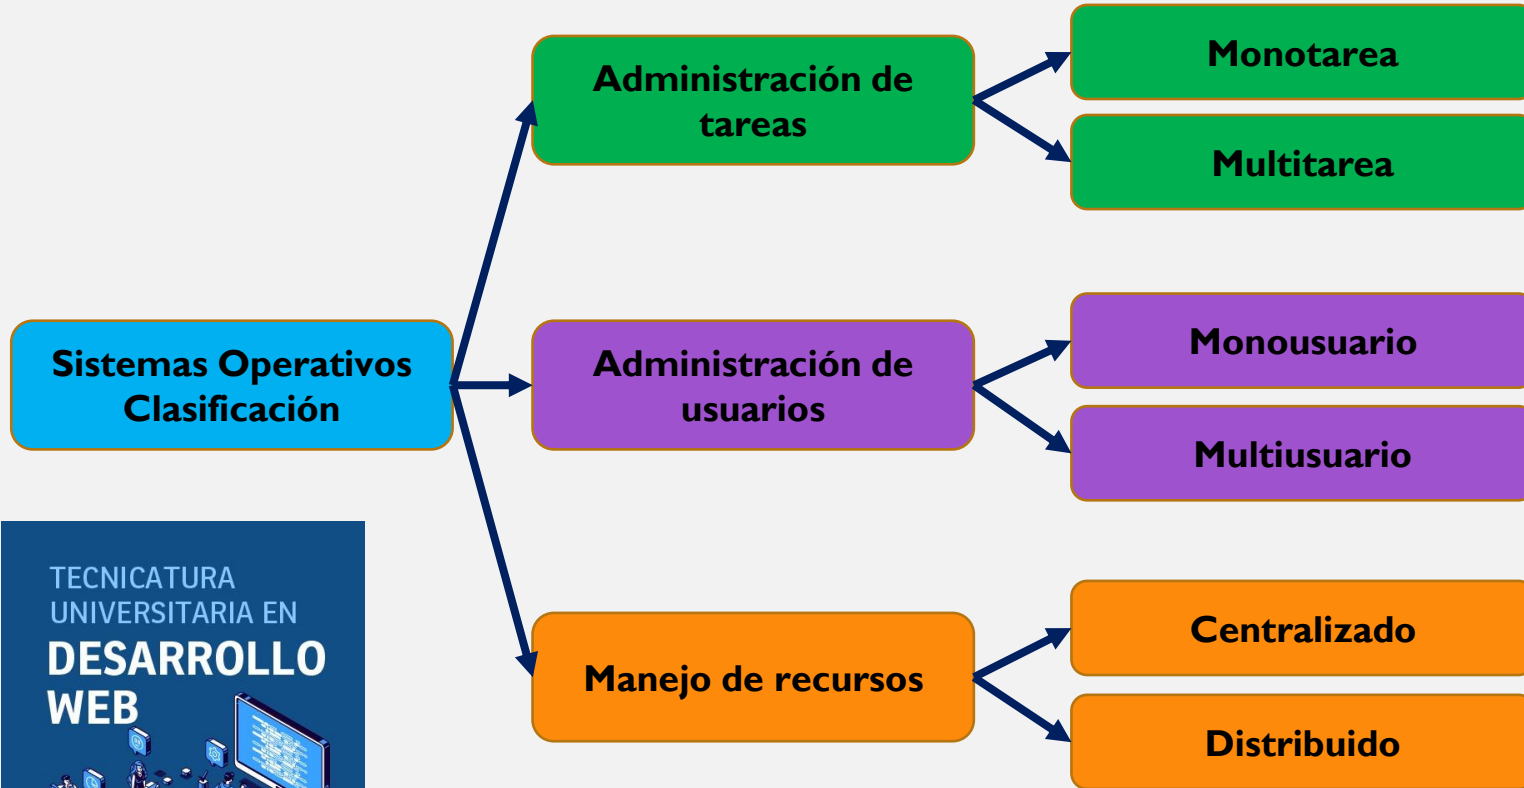 Sistemas Operativos
Clasificación
Administración de
tareas
Monotarea
Multitarea
Administración de
usuarios
Monousuario
Multiusuario
Manejo de recursos
Centralizado
Distribuido
TECNICATURA
UNIVERSITARIA EN
DESARROLLO
WEB